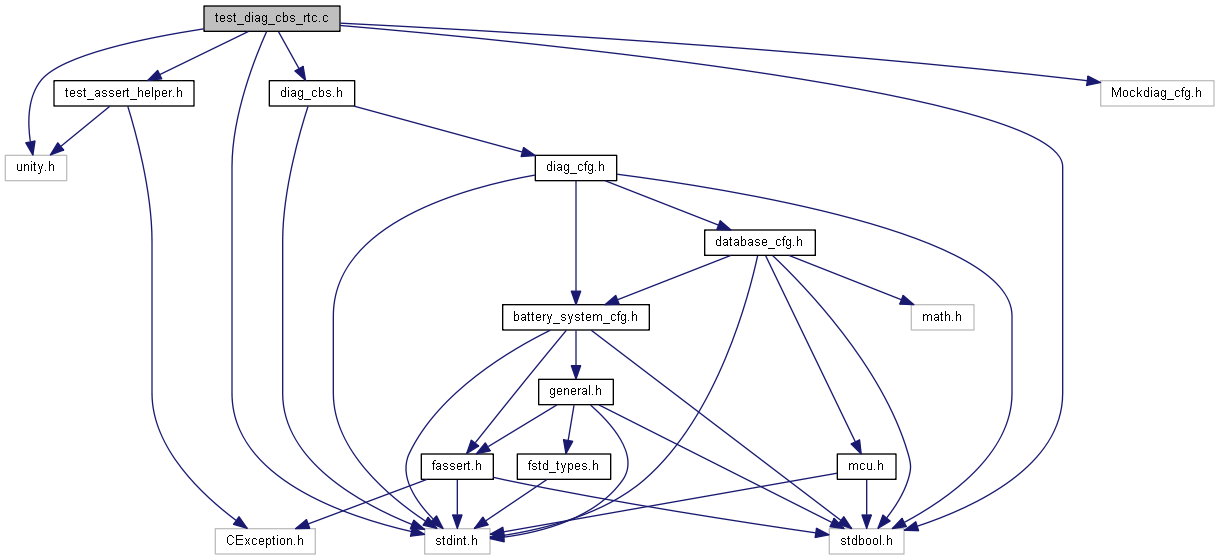 test_diag_cbs_rtc.c
test_assert_helper.h
diag_cbs.h
Mockdiag_cfg.h
unity.h
diag_cfg.h
database_cfg.h
battery_system_cfg.h
math.h
general.h
fassert.h
fstd_types.h
mcu.h
CException.h
stdint.h
stdbool.h